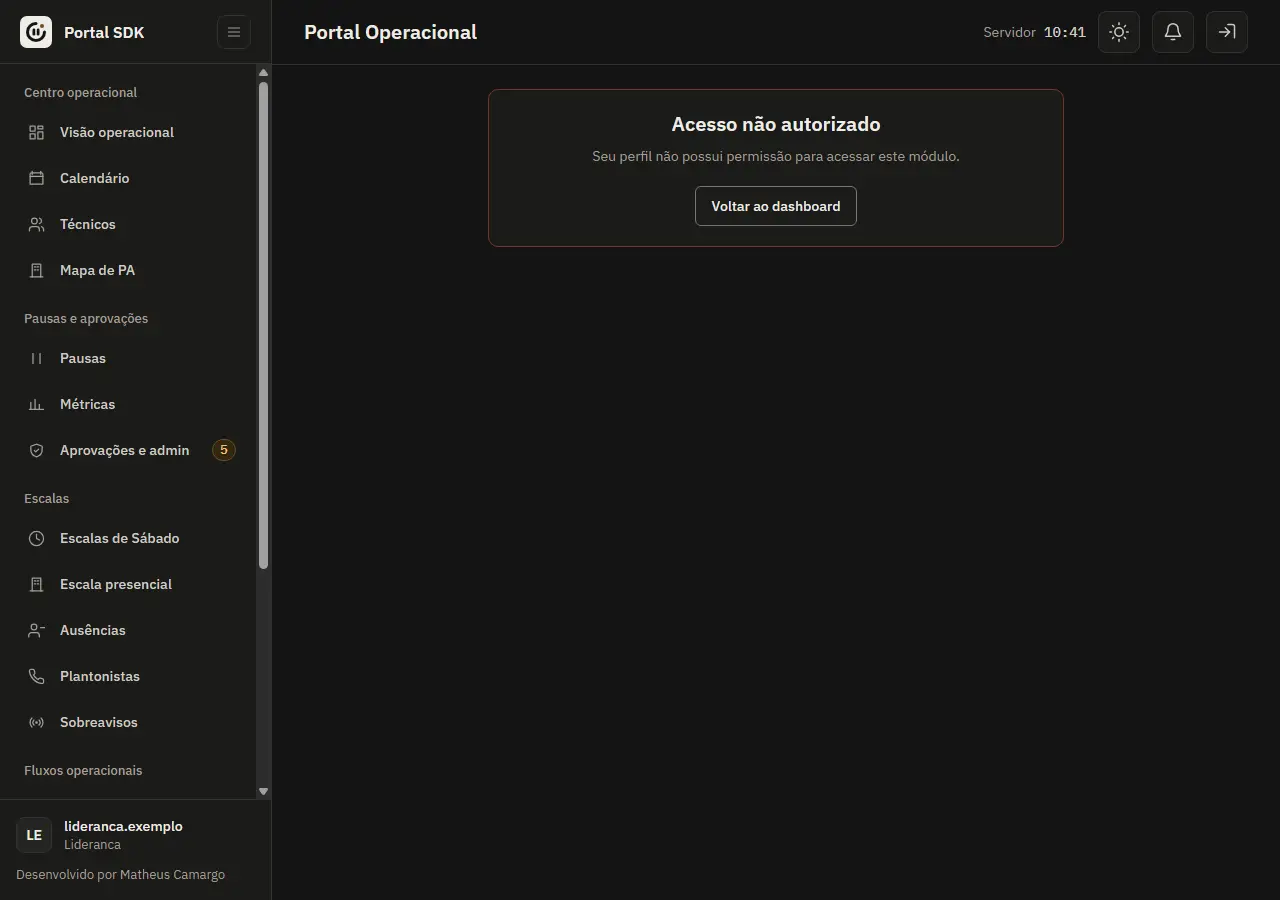 Portal SDK
Centro operacional
Visão operacional
Calendário
Técnicos
Mapa de PA
Pausas e aprovações
Pausas
Métricas
Aprovações e admin 5
Escalas
Escalas de Sábado
Escala presencial
Ausências
Plantonistas
Sobreavisos
Fluxos operacionais
LE
lideranca.exemplo
Lideranca
Desenvolvido por Matheus Camargo
Portal Operacional
Servidor 10:41
Acesso não autorizado
Seu perfil não possui permissão para acessar este módulo.
Voltar ao dashboard